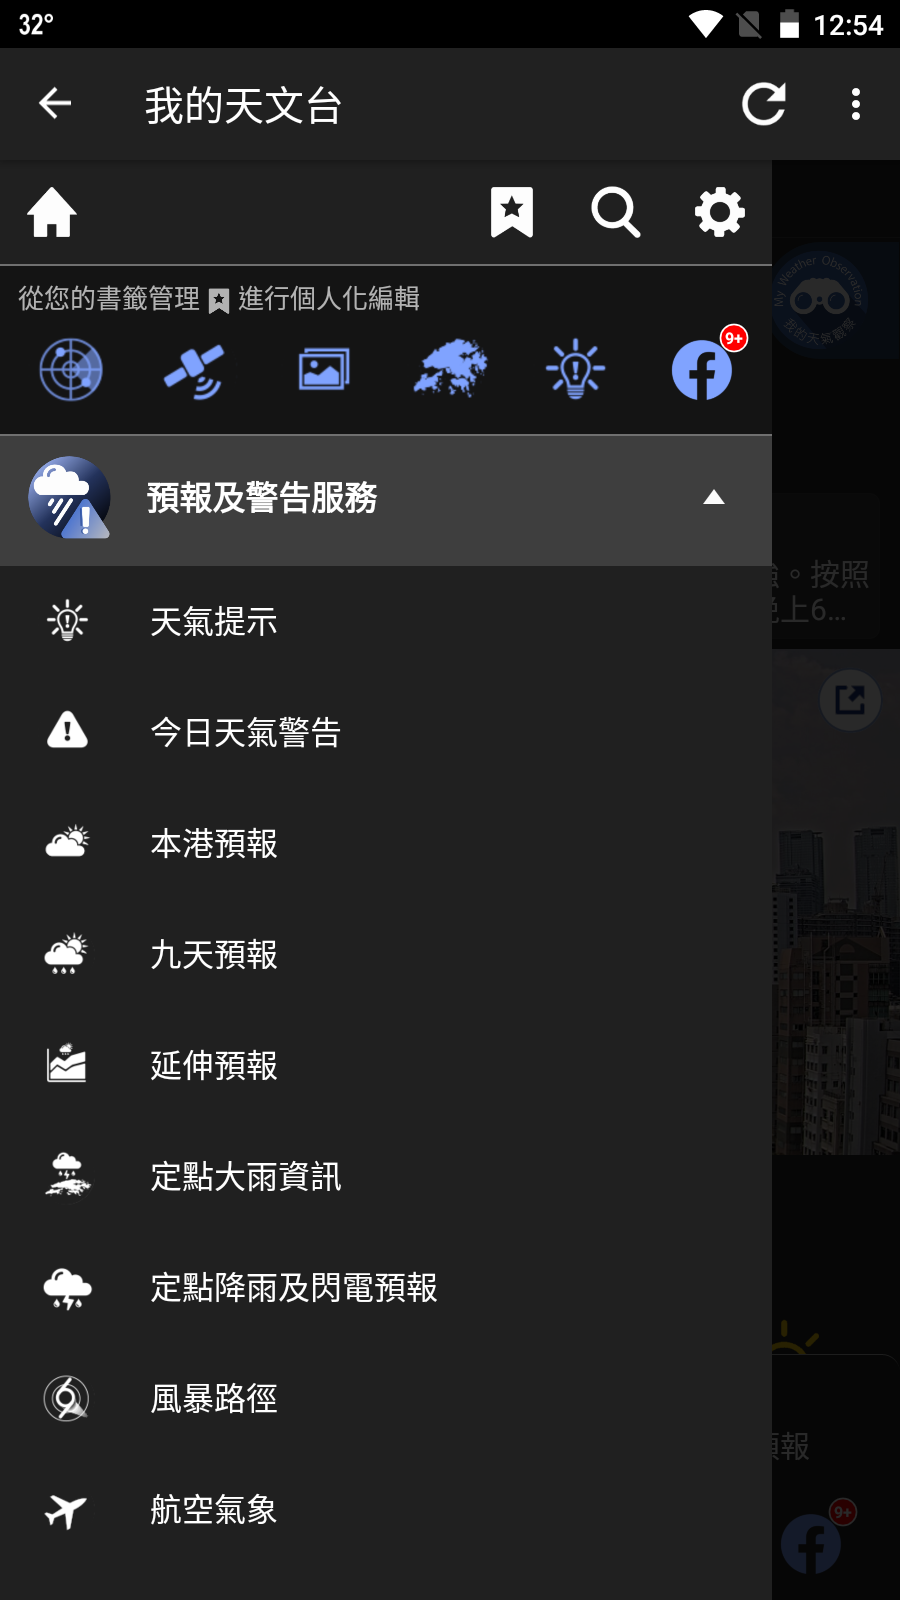 32°
12:54
我的天文台
從您的書籤管理 進行個人化編輯
9+
預報及警告服務
天氣提示
今日天氣警告
本港預報
九天預報
延伸預報
定點大雨資訊
定點降雨及閃電預報
風暴路徑
航空氣象
My Weather Observation
我的天氣觀察
。按照
上6...
報
9+